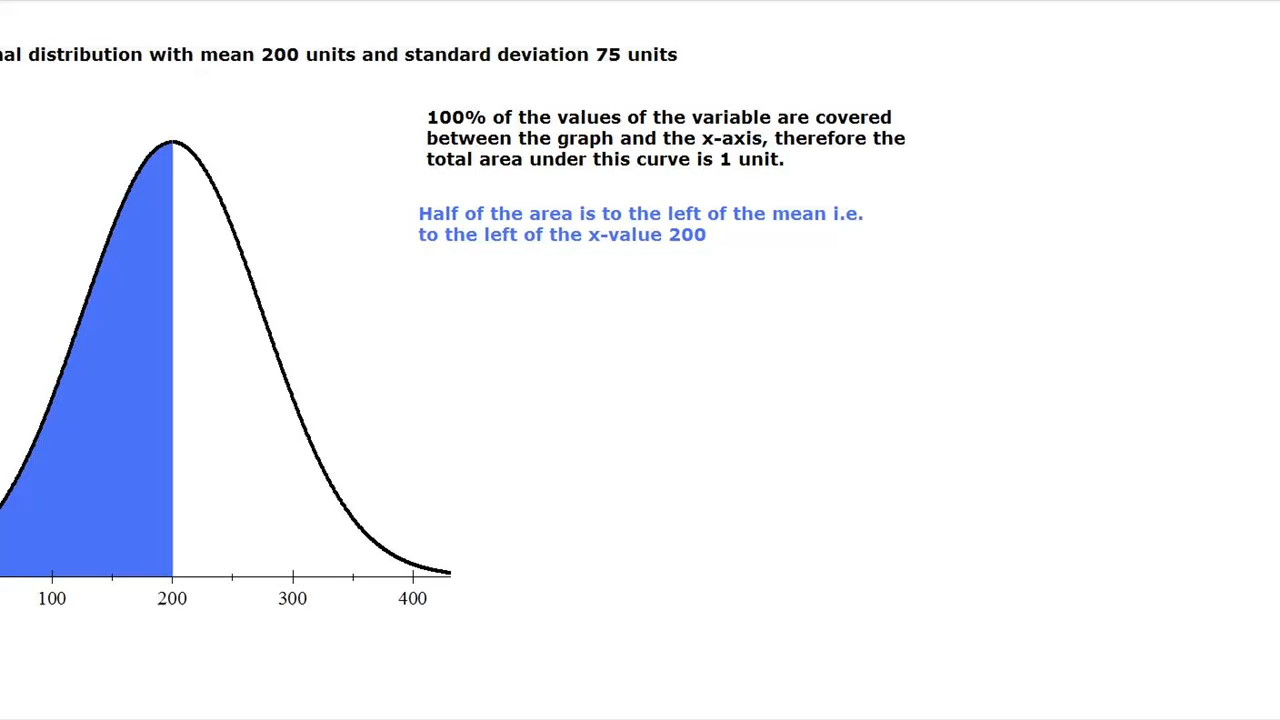 distribution with mean 200 units and standard deviation 75 units
100% of the values of the variable are covered
between the graph and the x-axis, therefore the
total area under this curve is 1 unit.
Half of the area is to the left of the mean i.e.
to the left of the x-value 200
100 200 300 400